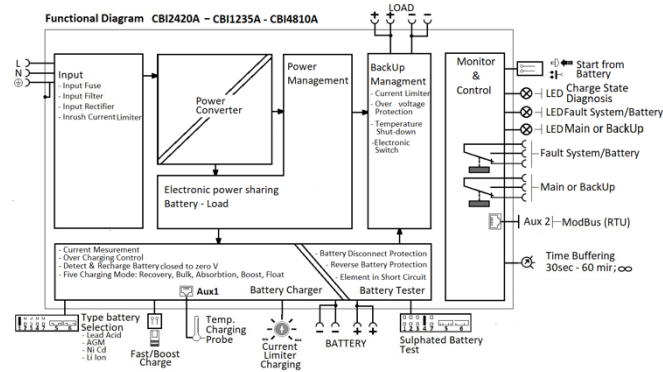 Functional Diagram CBI2420A – CBI1235A - CBI4810A
LOAD
+ + - -
L
N
Input
- Input Fuse
- Input Filter
- Input Rectifier
- Inrush CurrentLimiter
Power
Converter
Power
Management
BackUp
Managment
- Current Limiter
- Over voltage
Protection
- Temperature
Shut-down
-Electronic
Switch
Monitor
&
Control
Electronic power sharing
Battery - Load
Start from
Battery
LED Charge State
Diagnosis
LED Fault System/Battery
LED Main or BackUp
Fault System/Battery
Main or BackUp
Aux 2 ModBus (RTU)
Time Buffering
30sec - 60 mir; ∞
- Current Mesurement
- Over Charging Control
- Detect & Recharge Battery closed to zero V
- Five Charging Mode: Recovery, Bulk, Absorbtion, Boost, Float
Aux1
Battery Charger
- Battery Disconnect Protection
- Reverse Battery Protection
- Element in Short Circuit
Battery Tester
Type battery
Selection
- Lead Acid
- AGM
- Ni Cd
- Li Ion
Fast/Boost
Charge
Temp.
Charging
Probe
Current
Limiter
Charging
- - + +
BATTERY
Sulphated Battery
Test